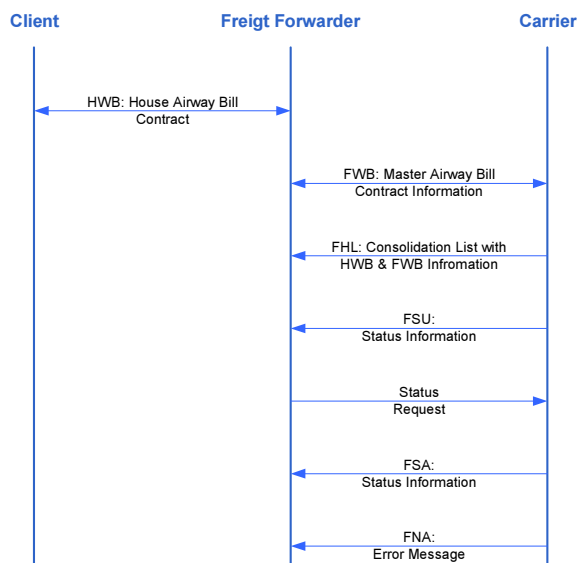 Client
Freigt Forwarder
Carrier
HWB: House Airway Bill
Contract
FWB: Master Airway Bill
Contract Information
FHL: Consolidation List with
HWB & FWB Infromation
FSU:
Status Information
Status
Request
FSA:
Status Information
FNA:
Error Message